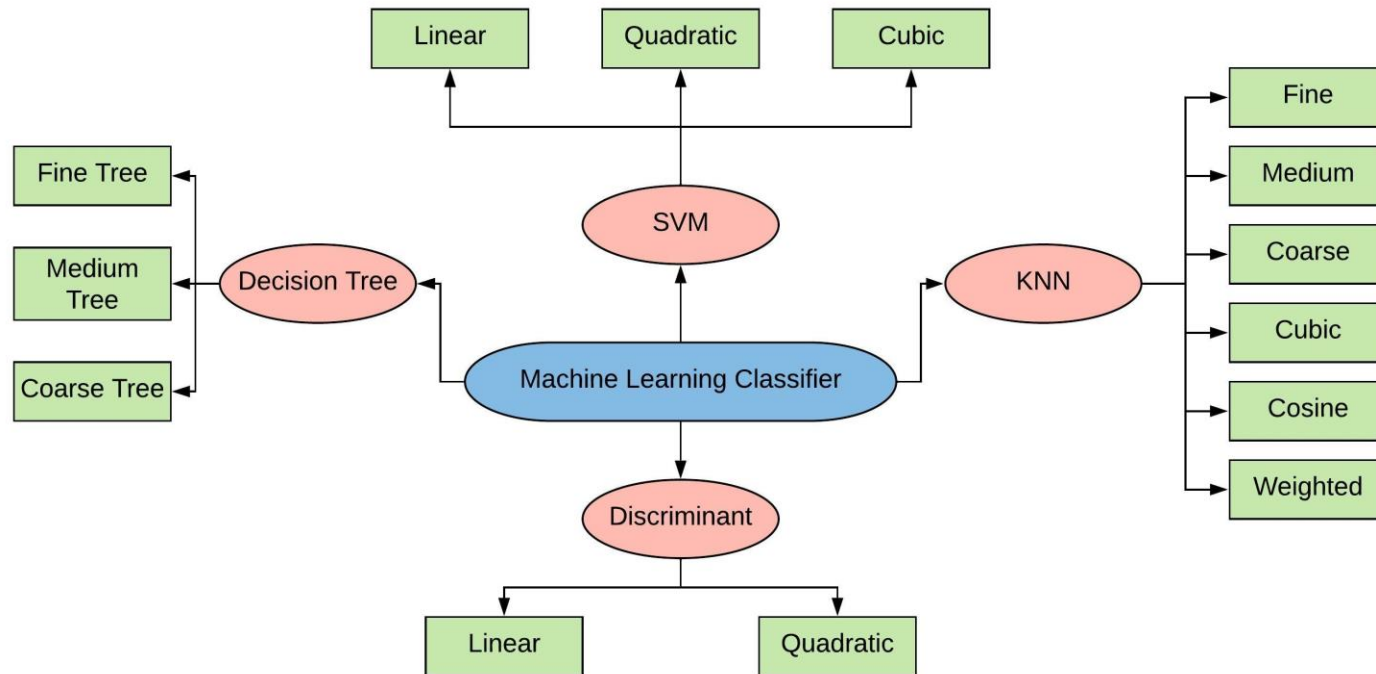 Linear
Quadratic
Cubic
Fine
Fine Tree
Medium
SVM
Coarse
Medium
Tree
Decision Tree
KNN
Cubic
Coarse Tree
Machine Learning Classifier
Cosine
Weighted
Discriminant
Linear
Quadratic